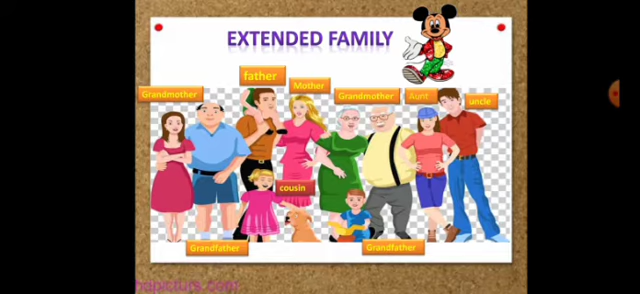 EXTENDED FAMILY
father
Mother
Grandmother
Grandmother
Aunt
uncle
cousin
Grandfather
Grandfather